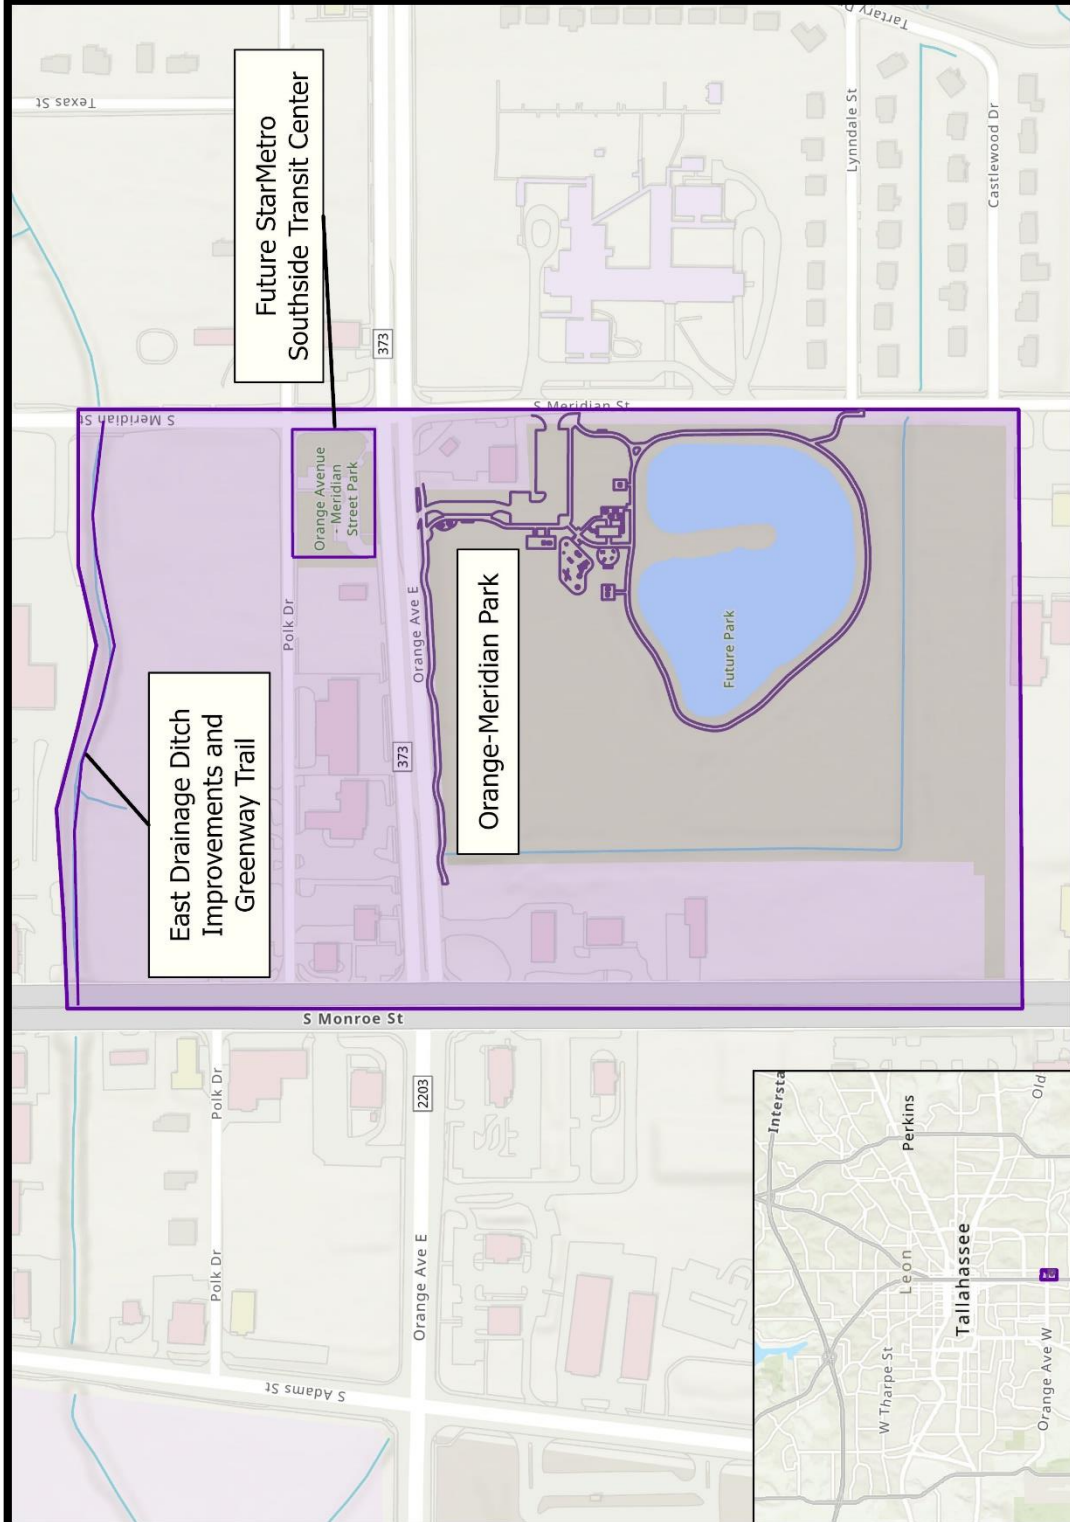 Texas St
Tartary D
Lynndale St
Castlewood Dr
Future StarMetro
Southside Transit Center
373
S Meridian St
S Meridian St
Orange Avenue
- Meridian
Street Park
Polk Dr
Orange Ave E
373
East Drainage Ditch
Improvements and
Greenway Trail
Orange-Meridian Park
Future Park
S Monroe St
Polk Dr
2203
Polk Dr
Orange Ave E
S Adams St
Intersta
Perkins
Old
Leon
Tallahassee
W Tharpe St
Orange Ave W